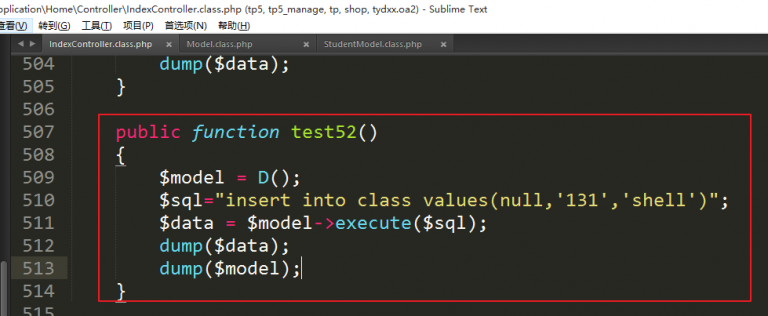 pplication\Home\Controller\IndexController.class.php (tp5, tp5_manage, tp, shop, tydxx.oa2) - Sublime Text
查看(V) 转到(G) 工具(T) 项目(P) 首选项(N) 帮助(H)
IndexController.class.php × Model.class.php × StudentModel.class.php ×
504 dump($data);
505 }
506
507 public function test52()
508 {
509 $model = D();
510 $sql="insert into class values(null,'131','shell')";
511 $data = $model->execute($sql);
512 dump($data);
513 dump($model);
514 }
515